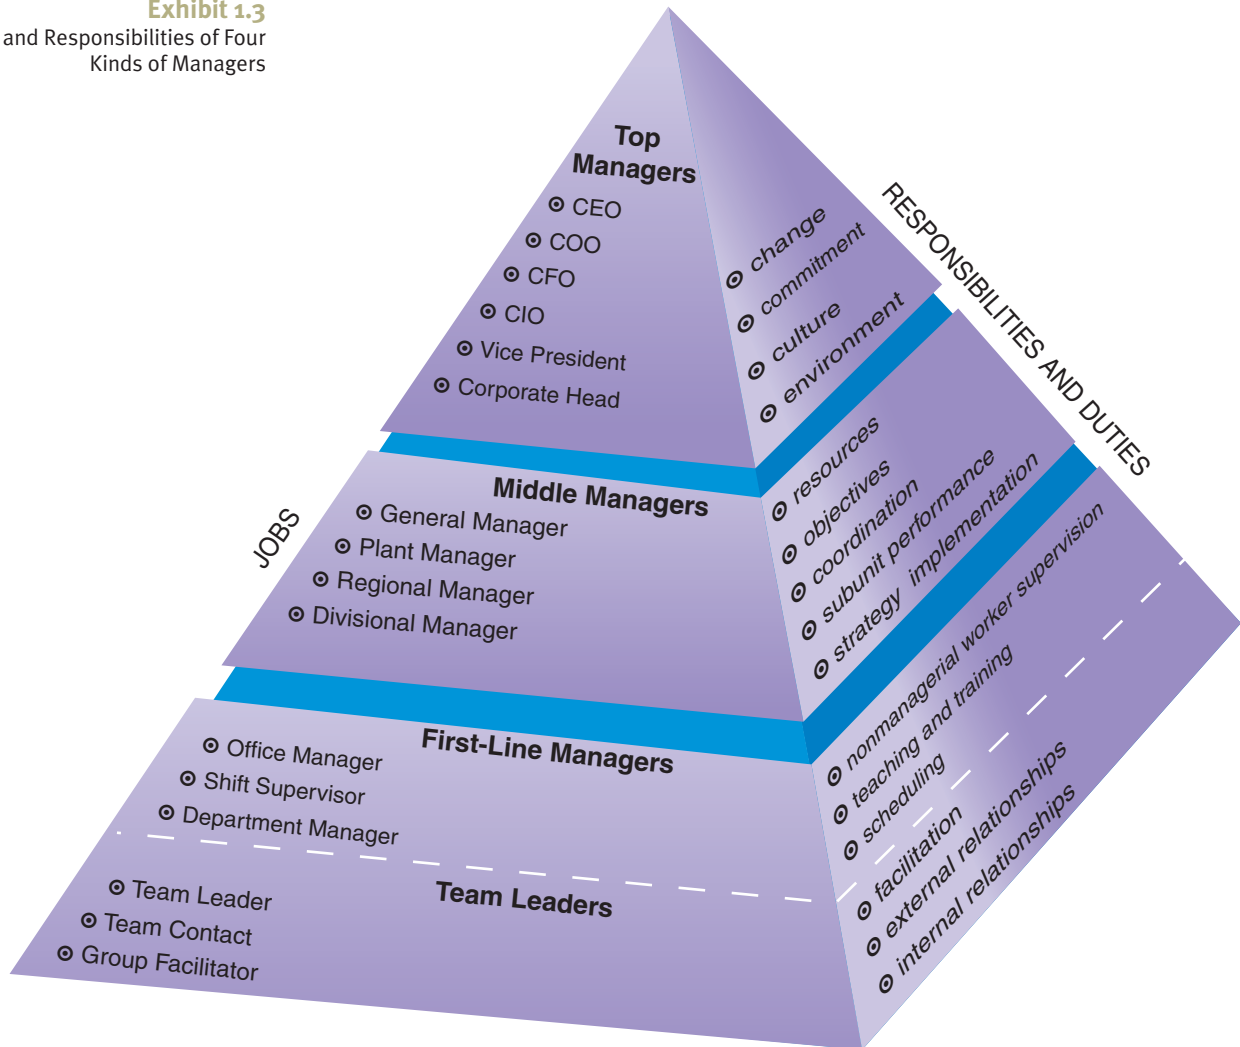 Exhibit 1.3
and Responsibilities of Four
Kinds of Managers
Top
Managers
CEO
COO
CFO
CIO
Vice President
Corporate Head
change
commitment
culture
environment
RESPONSIBILITIES AND DUTIES
JOBS
Middle Managers
General Manager
Plant Manager
Regional Manager
Divisional Manager
resources
objectives
coordination
subunit performance
strategy implementation
First-Line Managers
Office Manager
Shift Supervisor
Department Manager
nonmanagerial worker supervision
teaching and training
scheduling
Team Leaders
Team Leader
Team Contact
Group Facilitator
facilitation
external relationships
internal relationships